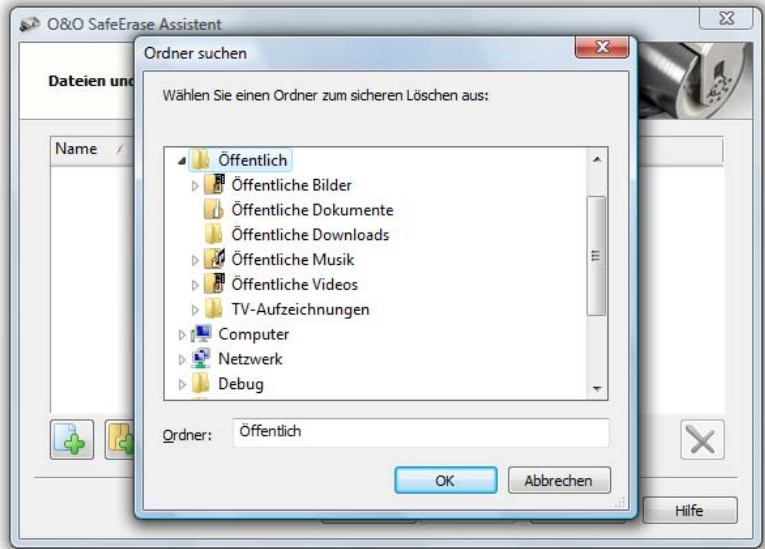 O&O SafeErase Assistent
Ordner suchen
Dateien und
Wählen Sie einen Ordner zum sicheren Löschen aus:
Name
Öffentlich
Öffentliche Bilder
Öffentliche Dokumente
Öffentliche Downloads
Öffentliche Musik
Öffentliche Videos
TV-Aufzeichnungen
Computer
Netzwerk
Debug
Ordner: Öffentlich
OK Abbrechen
Hilfe